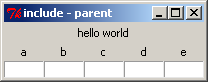 include - parent
hello world
a b c d e